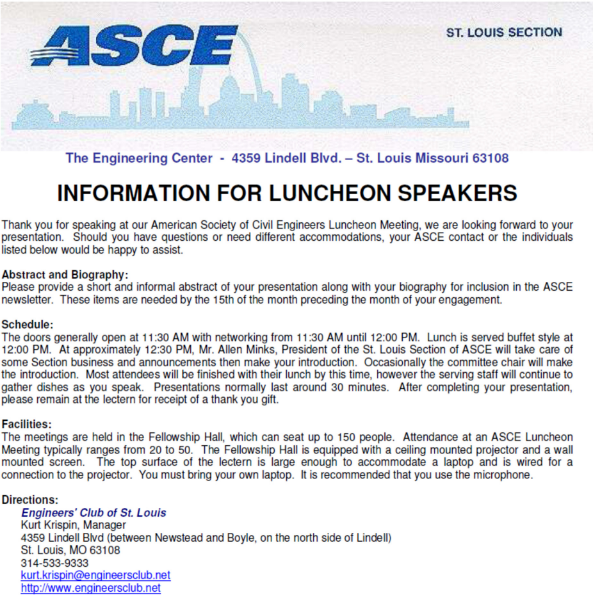 ASCE
ST. LOUIS SECTION
The Engineering Center - 4359 Lindell Blvd. – St. Louis Missouri 63108
INFORMATION FOR LUNCHEON SPEAKERS
Thank you for speaking at our American Society of Civil Engineers Luncheon Meeting, we are looking forward to your
presentation. Should you have questions or need different accommodations, your ASCE contact or the individuals
listed below would be happy to assist.
Abstract and Biography:
Please provide a short and informal abstract of your presentation along with your biography for inclusion in the ASCE
newsletter. These items are needed by the 15th of the month preceding the month of your engagement.
Schedule:
The doors generally open at 11:30 AM with networking from 11:30 AM until 12:00 PM. Lunch is served buffet style at
12:00 PM. At approximately 12:30 PM, Mr. Allen Minks, President of the St. Louis Section of ASCE will take care of
some Section business and announcements then make your introduction. Occasionally the committee chair will make
the introduction. Most attendees will be finished with their lunch by this time, however the serving staff will continue to
gather dishes as you speak. Presentations normally last around 30 minutes. After completing your presentation,
please remain at the lectern for receipt of a thank you gift.
Facilities:
The meetings are held in the Fellowship Hall, which can seat up to 150 people. Attendance at an ASCE Luncheon
Meeting typically ranges from 20 to 50. The Fellowship Hall is equipped with a ceiling mounted projector and a wall
mounted screen. The top surface of the lectern is large enough to accommodate a laptop and is wired for a
connection to the projector. You must bring your own laptop. It is recommended that you use the microphone.
Directions:
Engineers' Club of St. Louis
Kurt Krispin, Manager
4359 Lindell Blvd (between Newstead and Boyle, on the north side of Lindell)
St. Louis, MO 63108
314-533-9333
kurt.krispin@engineersclub.net
http://www.engineersclub.net